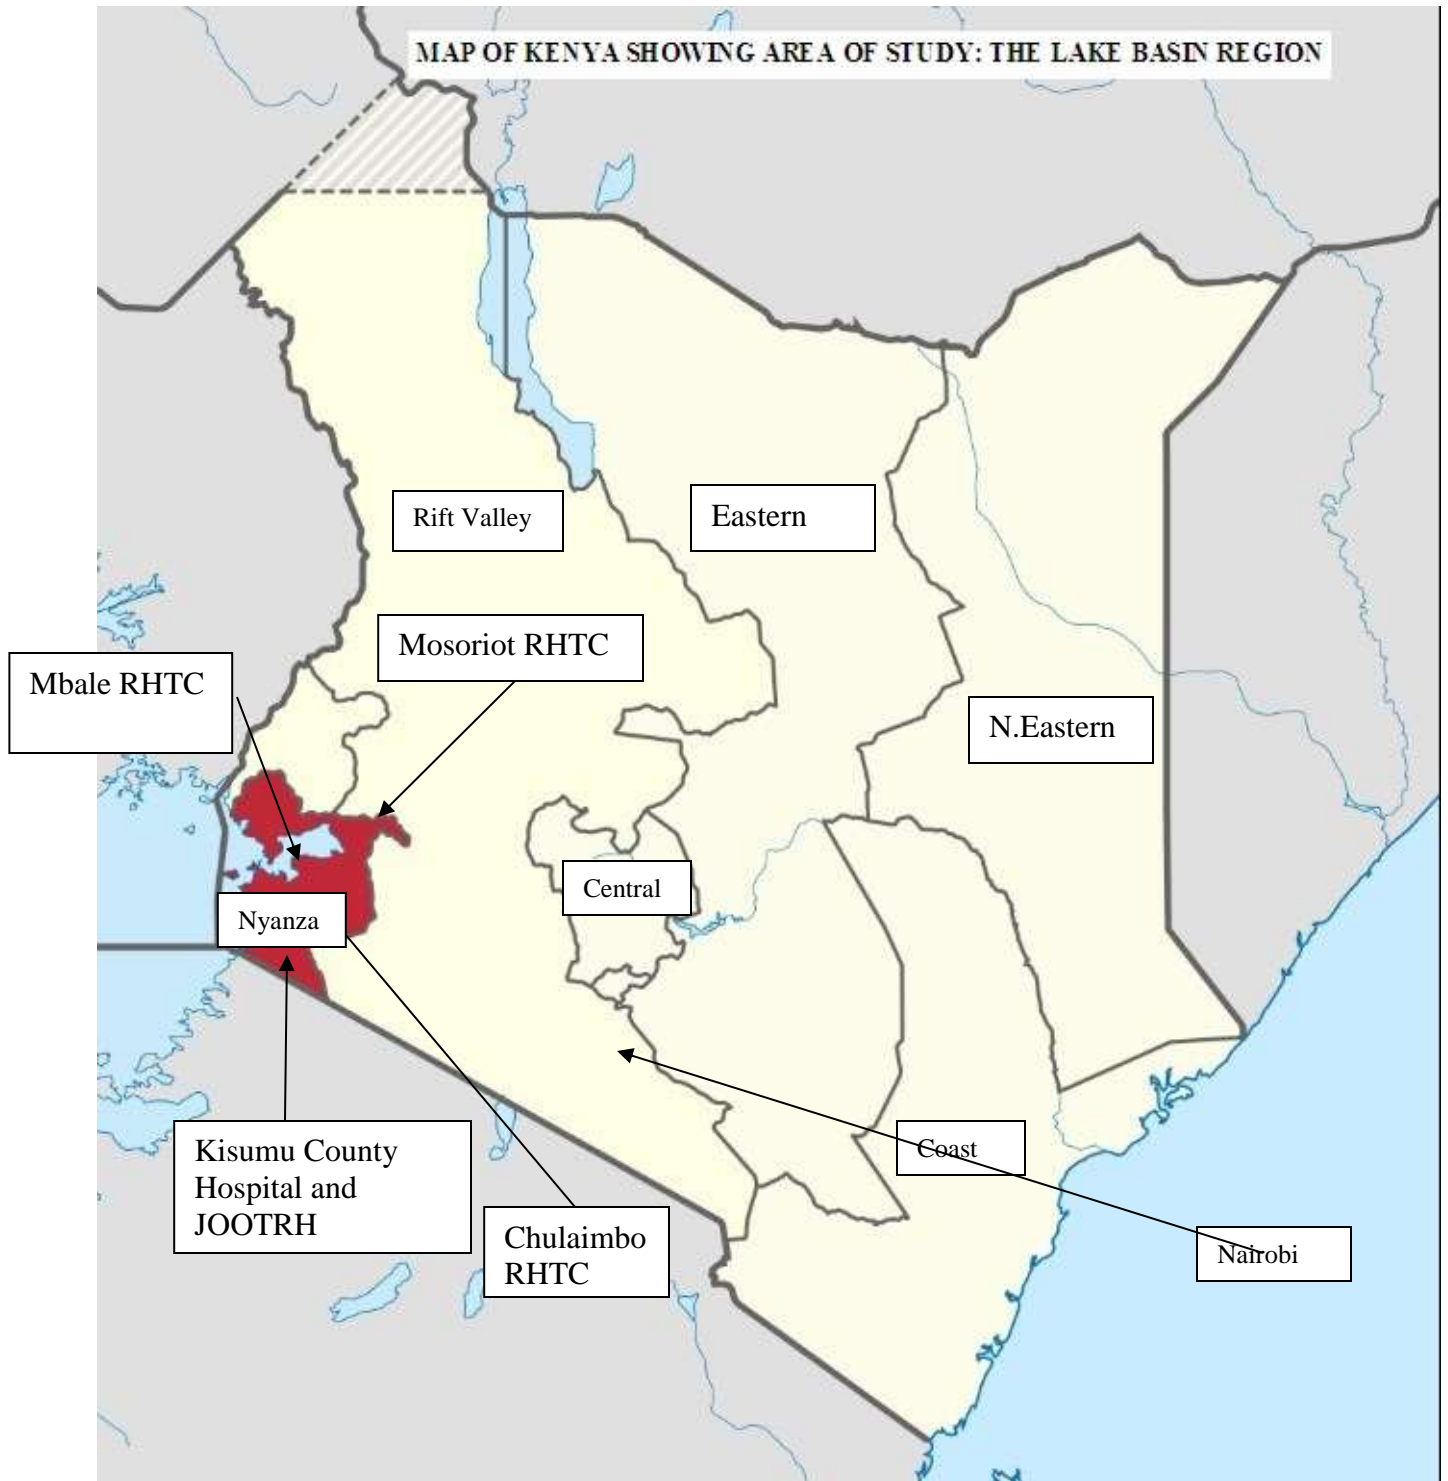 MAP OF KENYA SHOWING AREA OF STUDY: THE LAKE BASIN REGION
Rift Valley
Eastern
Mosoriot RHTC
Mbale RHTC
N.Eastern
Central
Nyanza
Kisumu County
Hospital and
JOOTRH
Coast
Chulaimbo
RHTC
Nairobi